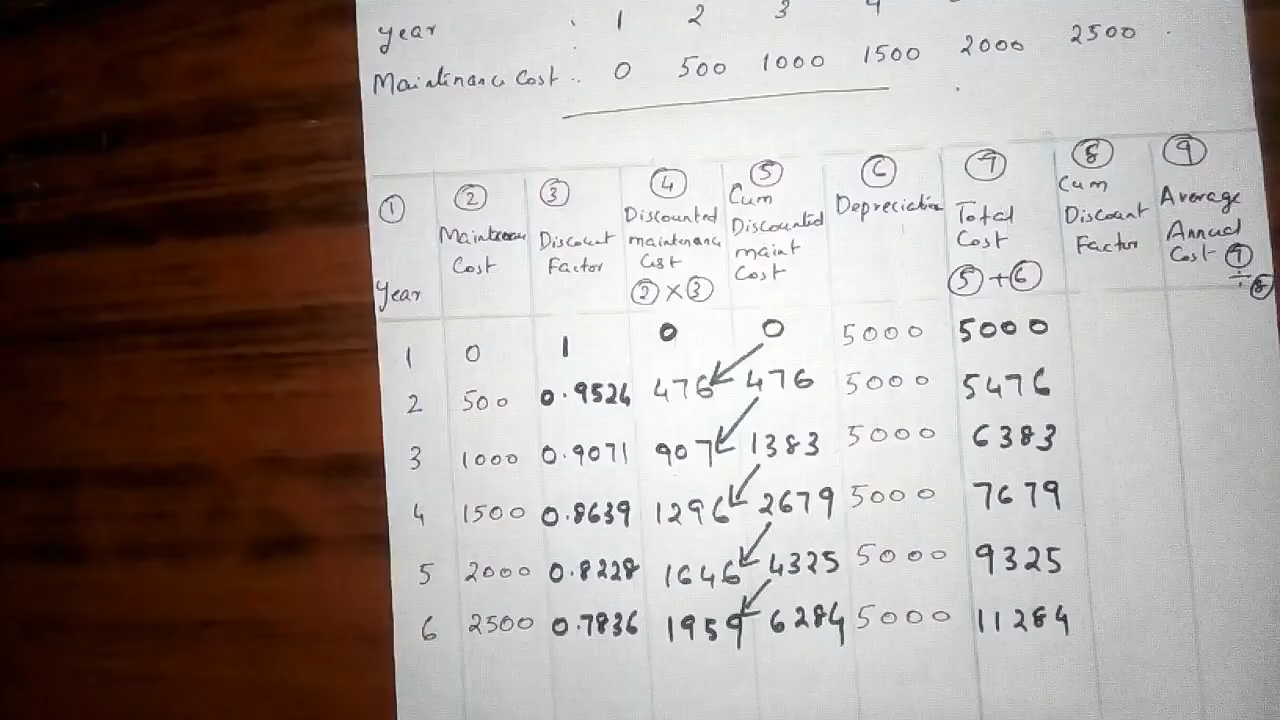 year : 1 2 3 4
Maintenance Cost .. 0 500 1000 1500 2000 2500
① ② ③ ④ ⑤ ⑥ ⑦ ⑧ ⑨
Year
Cost
Discount Factor
Discounted maintenance Cost ② X ③
Cum Discounted maint Cost
Depreciation
Total Cost ⑤ + ⑥
Cum Discount Factor
Average Annual Cost ⑦ ÷ ⑧
1 0 1 0 0 5000 5000
2 500 0.9524 476 476 5000 5476
3 1000 0.9071 907 1383 5000 6383
4 1500 0.8639 1296 2679 5000 7679
5 2000 0.8228 1646 4325 5000 9325
6 2500 0.7836 1959 6284 5000 11284